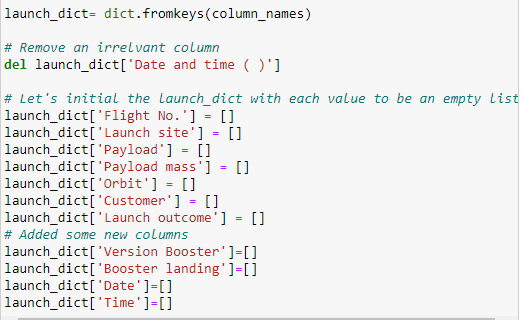 launch_dict= dict.fromkeys(column_names)
# Remove an irrelvant column
del launch_dict['Date and time ( )']
# Let's initial the launch_dict with each value to be an empty list
launch_dict['Flight No.'] = []
launch_dict['Launch site'] = []
launch_dict['Payload'] = []
launch_dict['Payload mass'] = []
launch_dict['Orbit'] = []
launch_dict['Customer'] = []
launch_dict['Launch outcome'] = []
# Added some new columns
launch_dict['Version Booster']=[]
launch_dict['Booster landing']=[]
launch_dict['Date']=[]
launch_dict['Time']=[]